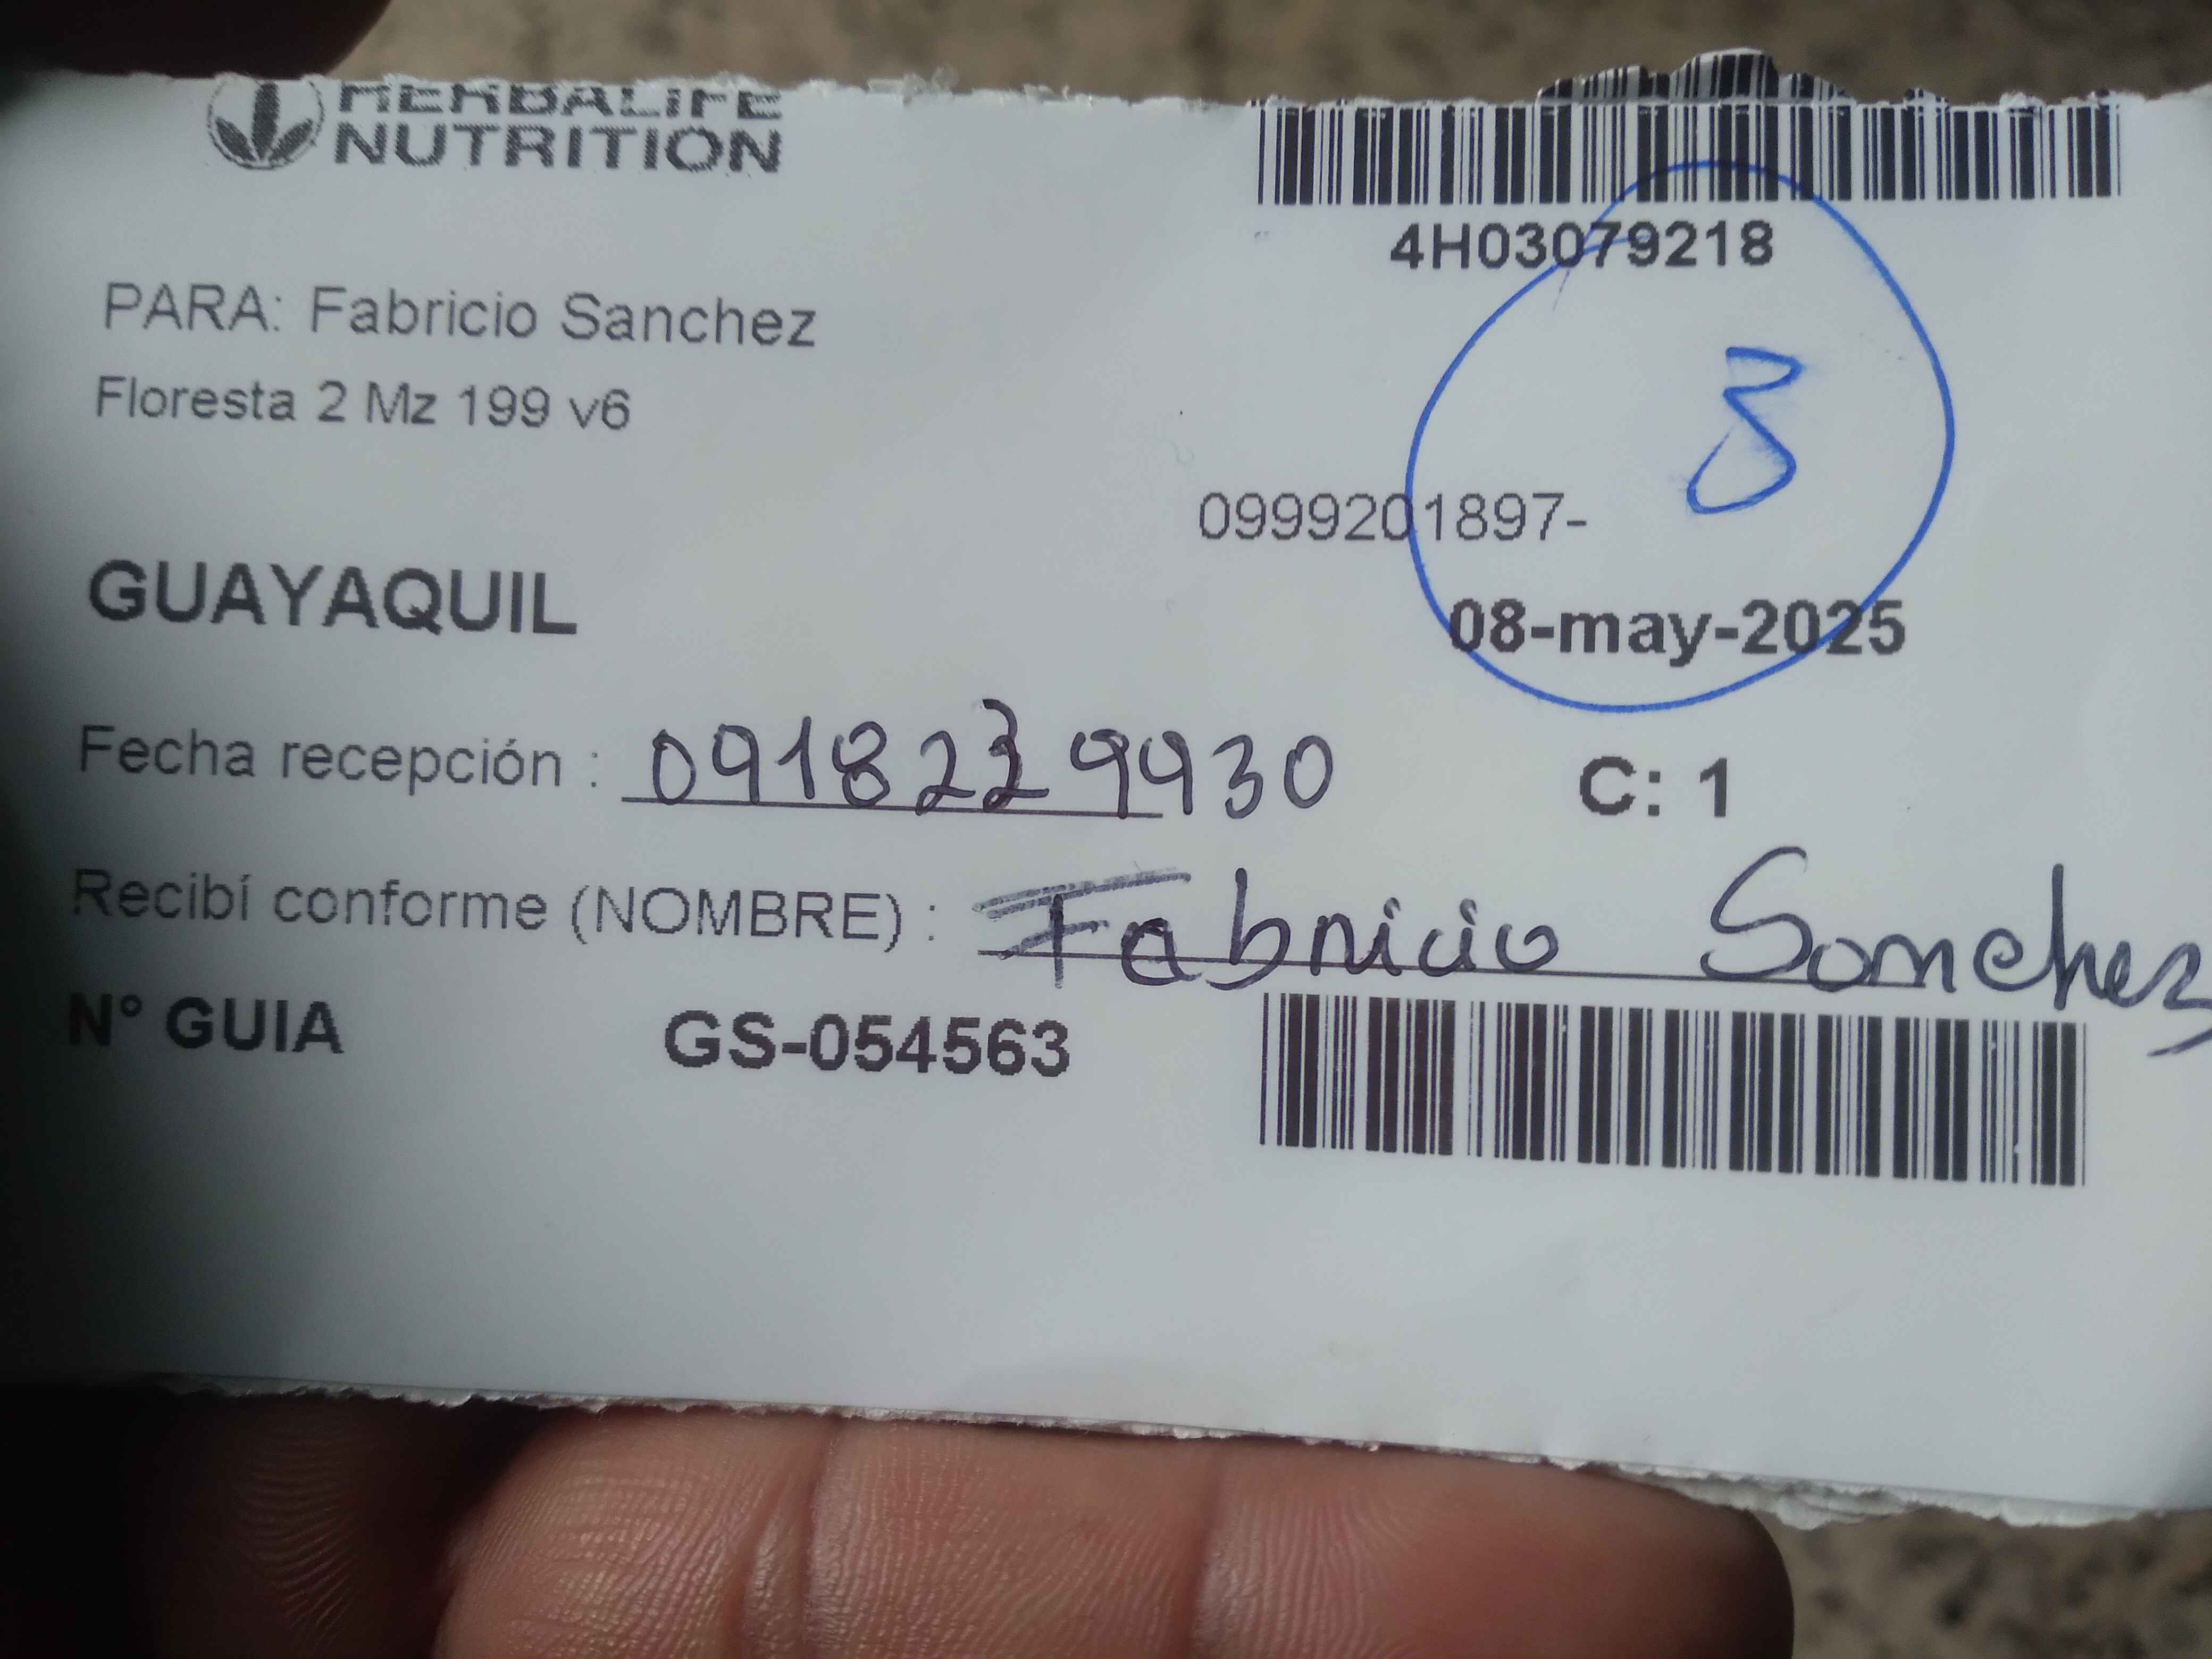 HERBALIFE
NUTRITION
4H03079218
PARA: Fabricio Sanchez
Floresta 2 Mz 199 v6
3
0999201897-
GUAYAQUIL
08-may-2025
Fecha recepción : 0918229930
C: 1
Recibí conforme (NOMBRE) : Fabricio Sanchez
N° GUIA GS-054563